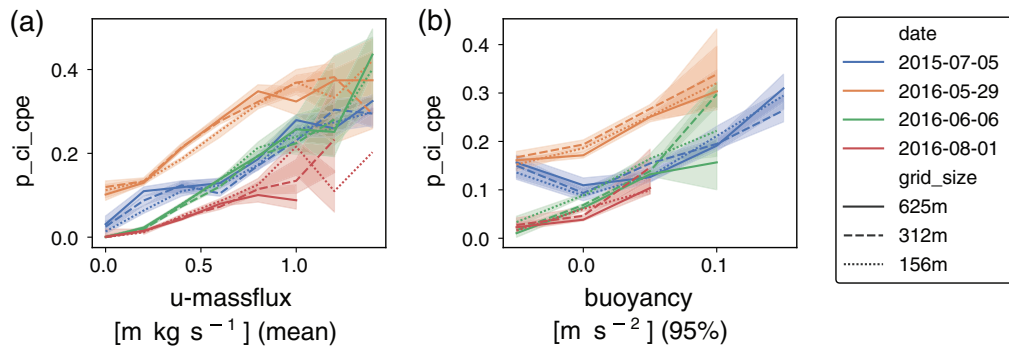 (a)
p_ci_cpe
0.4
0.2
0.0
0.0 0.5 1.0
u-massflux
[m kg s⁻¹] (mean)
(b)
p_ci_cpe
0.4
0.3
0.2
0.1
0.0
0.0 0.1
buoyancy
[m s⁻²] (95%)
date
2015-07-05
2016-05-29
2016-06-06
2016-08-01
grid_size
625m
312m
156m